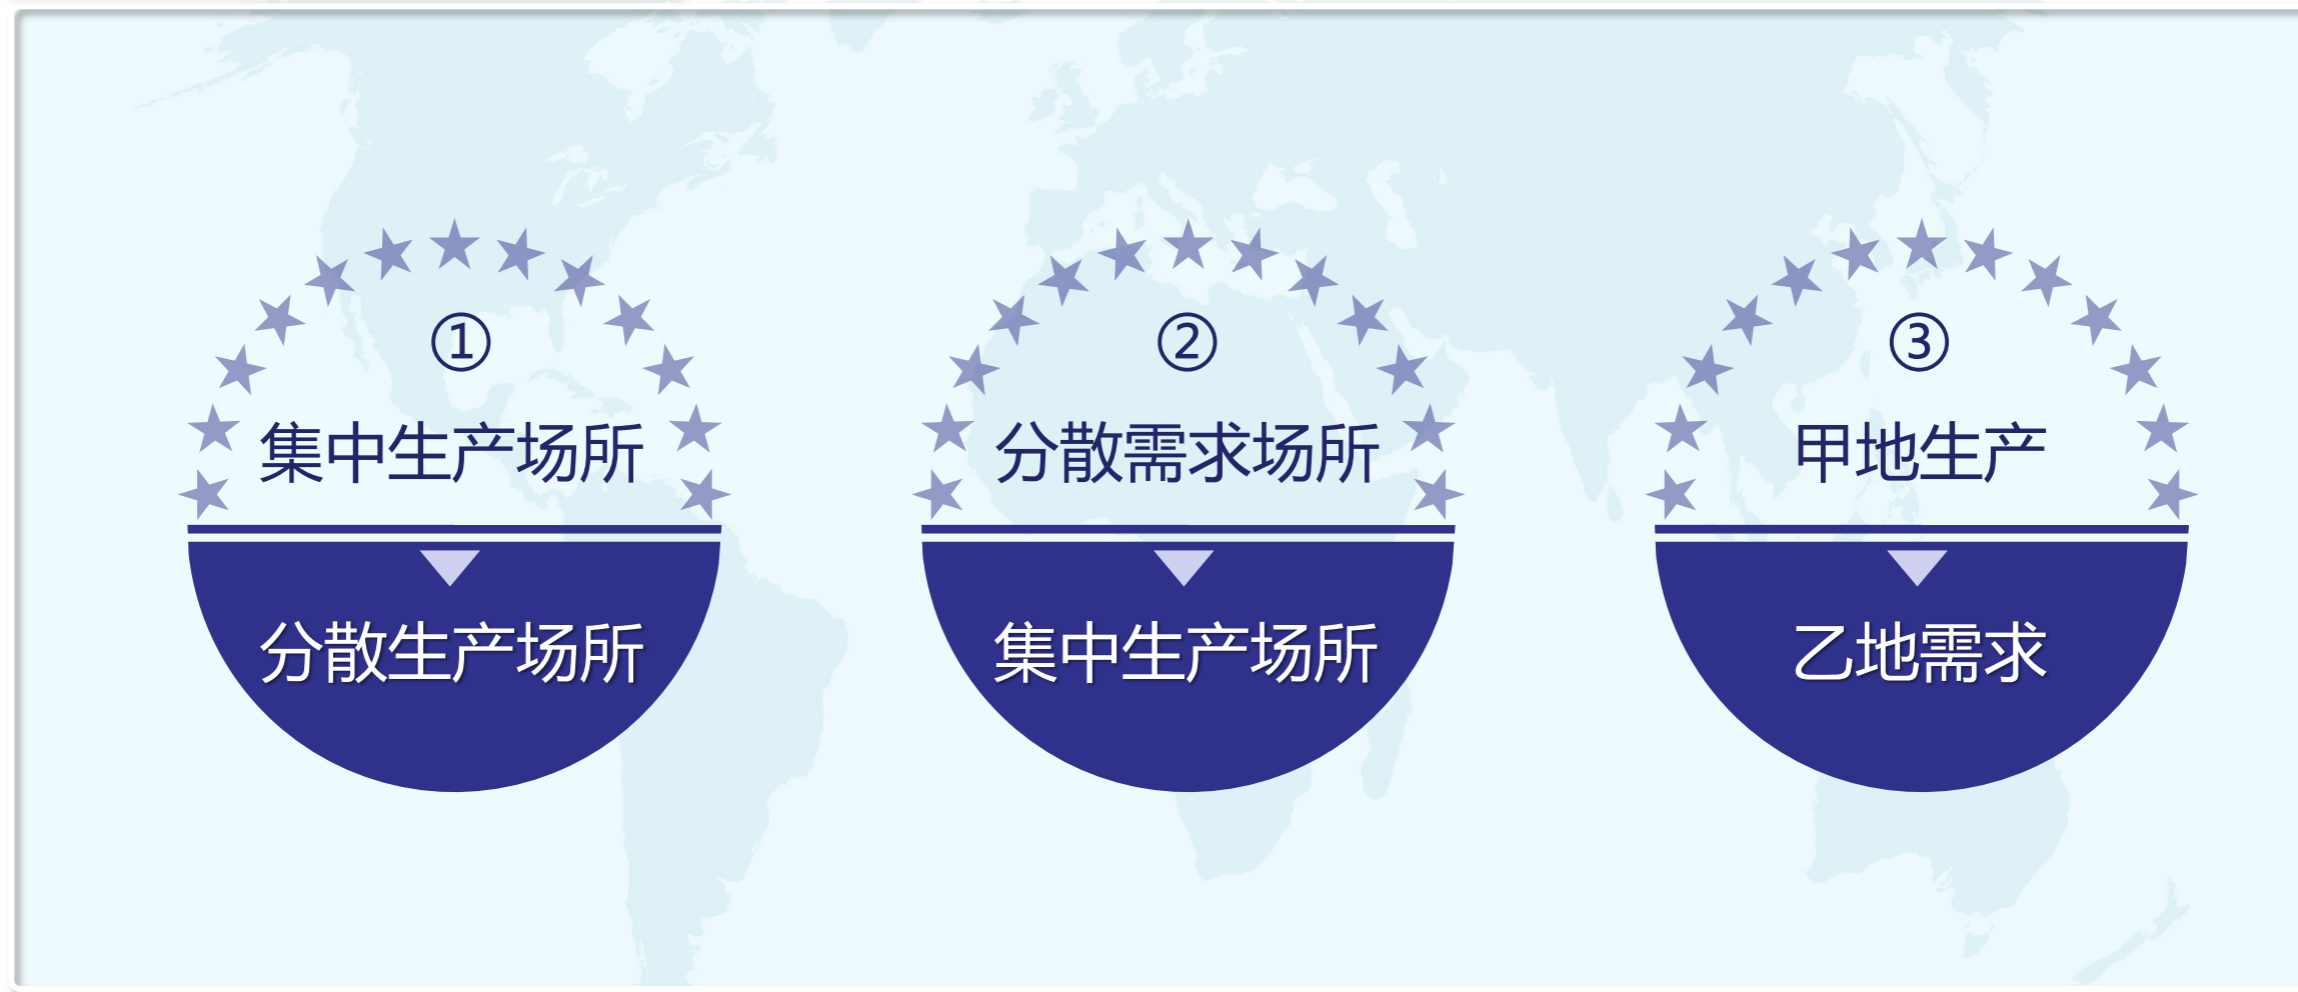 ①
集中生产场所
分散生产场所
②
分散需求场所
集中生产场所
③
甲地生产
乙地需求